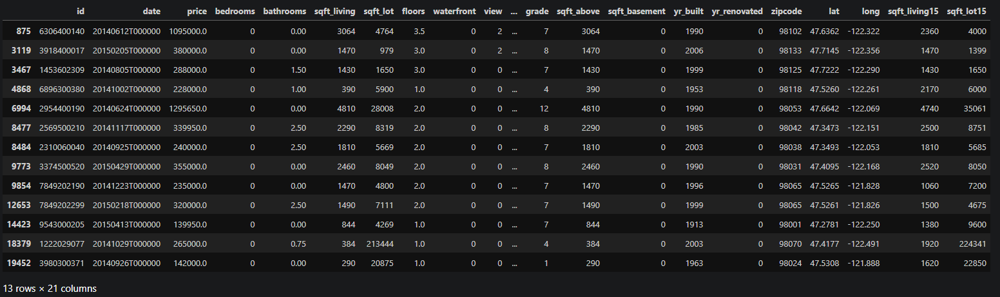 id date price bedrooms bathrooms sqft_living sqft_lot floors waterfront view ... grade sqft_above sqft_basement yr_built yr_renovated zipcode lat long sqft_living15 sqft_lot15
875 6306400140 20140612T000000 1095000.0 0 0.00 3064 4764 3.5 0 2 ... 7 3064 0 1990 0 98102 47.6362 -122.322 2360 4000
3119 3918400017 20150205T000000 380000.0 0 0.00 1470 979 3.0 0 2 ... 8 1470 0 2006 0 98133 47.7145 -122.356 1470 1399
3467 1453602309 20140805T000000 288000.0 0 1.50 1430 1650 3.0 0 0 ... 7 1430 0 1999 0 98125 47.7222 -122.290 1430 1650
4868 6896300380 20141002T000000 228000.0 0 1.00 390 5900 1.0 0 0 ... 4 390 0 1953 0 98118 47.5260 -122.261 2170 6000
6994 2954400190 20140624T000000 1295650.0 0 0.00 4810 28008 2.0 0 0 ... 12 4810 0 1990 0 98053 47.6642 -122.069 4740 35061
8477 2569500210 20141117T000000 339950.0 0 2.50 2290 8319 2.0 0 0 ... 8 2290 0 1985 0 98042 47.3473 -122.151 2500 8751
8484 2310060040 20140925T000000 240000.0 0 2.50 1810 5669 2.0 0 0 ... 7 1810 0 2003 0 98038 47.3493 -122.053 1810 5685
9773 3374500520 20150429T000000 355000.0 0 0.00 2460 8049 2.0 0 0 ... 8 2460 0 1990 0 98031 47.4095 -122.168 2520 8050
9854 7849202190 20141223T000000 235000.0 0 0.00 1470 4800 2.0 0 0 ... 7 1470 0 1996 0 98065 47.5265 -121.828 1060 7200
12653 7849202299 20150218T000000 320000.0 0 2.50 1490 7111 2.0 0 0 ... 7 1490 0 1999 0 98065 47.5261 -121.826 1500 4675
14423 9543000205 20150413T000000 139950.0 0 0.00 844 4269 1.0 0 0 ... 7 844 0 1913 0 98001 47.2781 -122.250 1380 9600
18379 1222029077 20141029T000000 265000.0 0 0.75 384 213444 1.0 0 0 ... 4 384 0 2003 0 98070 47.4177 -122.491 1920 224341
19452 3980300371 20140926T000000 142000.0 0 0.00 290 20875 1.0 0 0 ... 1 290 0 1963 0 98024 47.5308 -121.888 1620 22850
13 rows × 21 columns